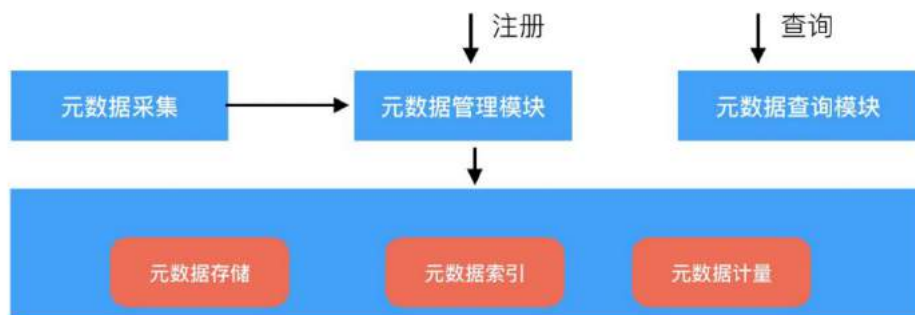 注册
查询
元数据采集
元数据管理模块
元数据查询模块
元数据存储
元数据索引
元数据计量